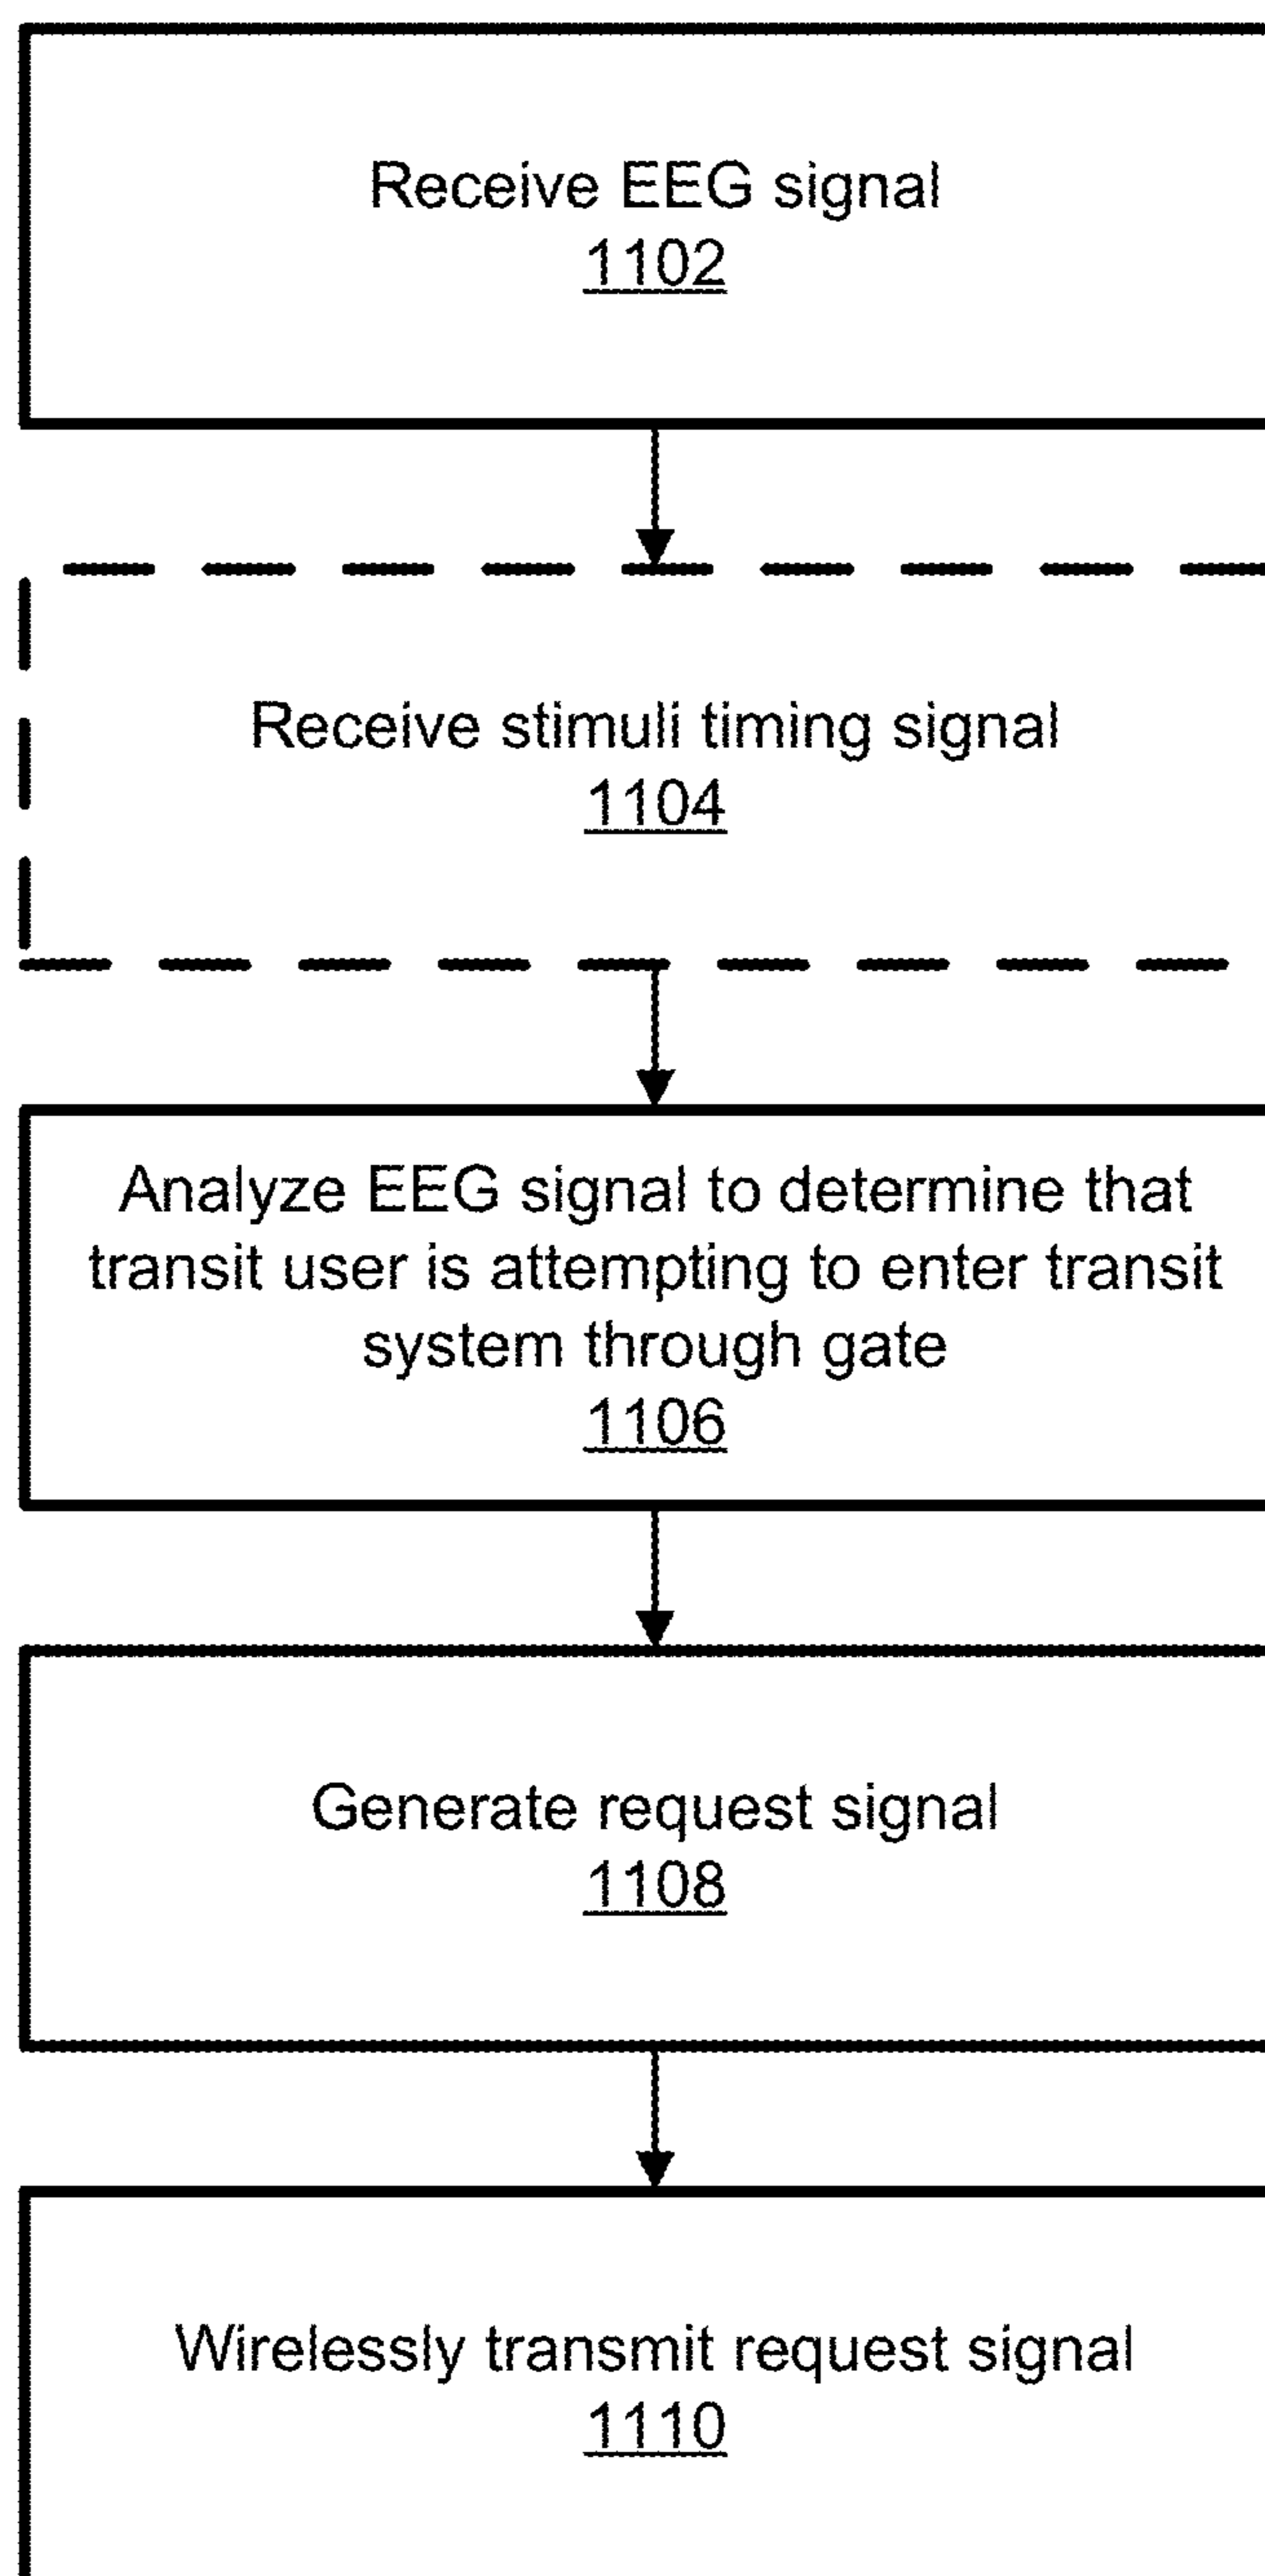 Receive EEG signal
1102
Receive stimuli timing signal
1104
Analyze EEG signal to determine that
transit user is attempting to enter transit
system through gate
1106
Generate request signal
1108
Wirelessly transmit request signal
1110